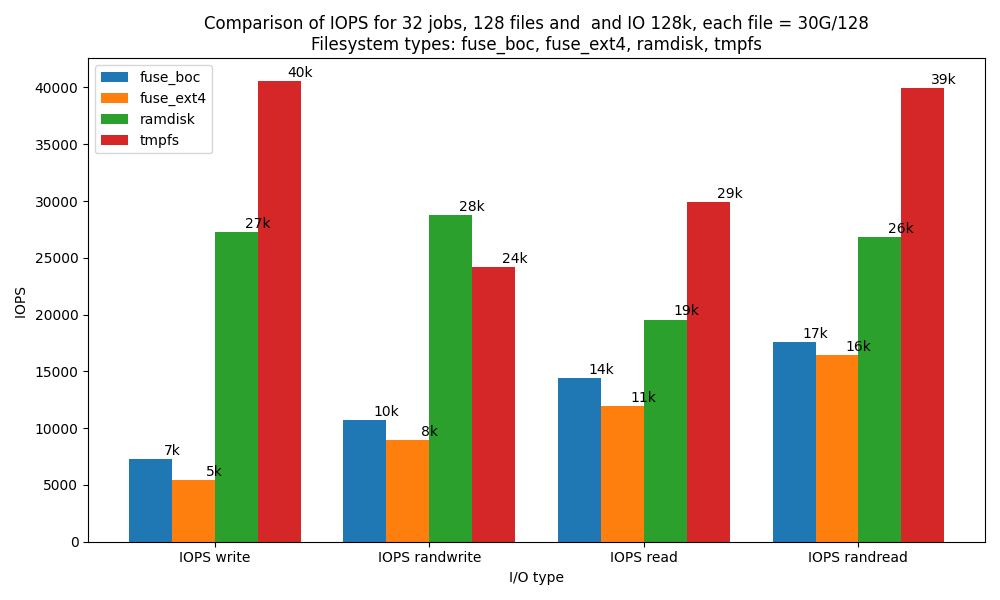 Comparison of IOPS for 32 jobs, 128 files and  and IO 128k, each file = 30G/128
Filesystem types: fuse_boc, fuse_ext4, ramdisk, tmpfs
fuse_boc
fuse_ext4
ramdisk
tmpfs
IOPS
40000
35000
30000
25000
20000
15000
10000
5000
0
7k
5k
27k
40k
10k
8k
28k
24k
14k
11k
19k
29k
17k
16k
26k
39k
IOPS write
IOPS randwrite
IOPS read
IOPS randread
I/O type